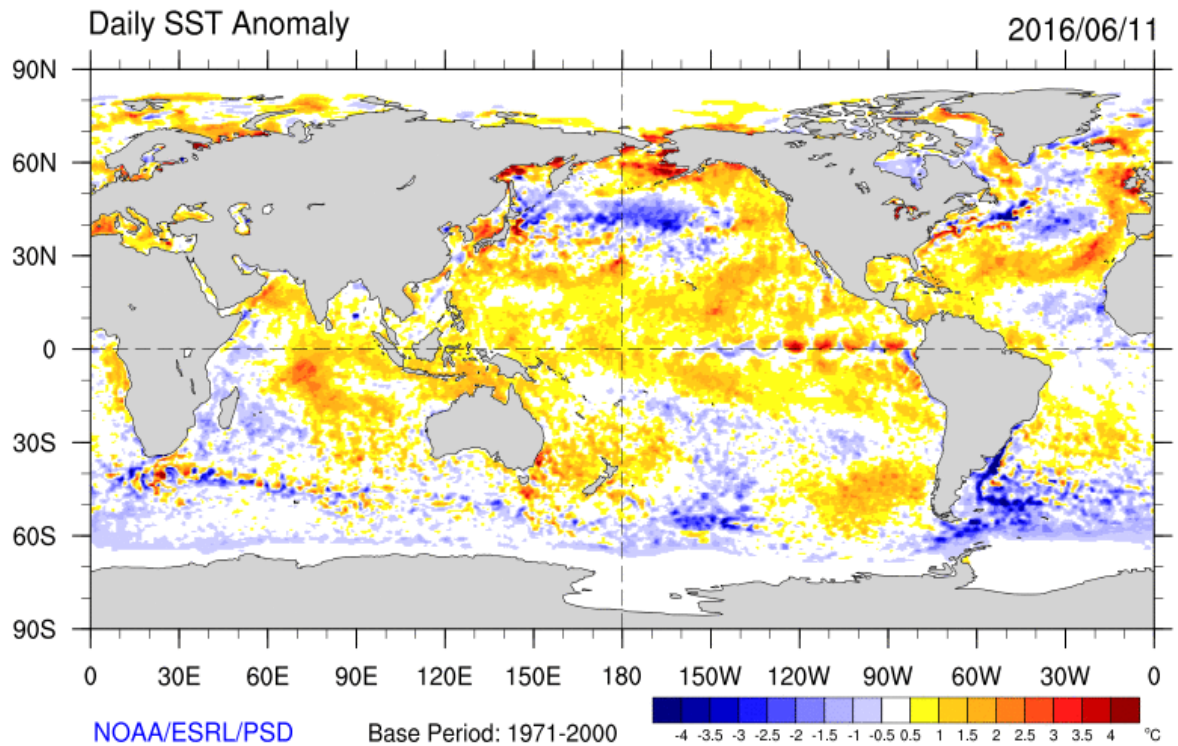 Daily SST Anomaly 2016/06/11
90N
60N
30N
0
30S
60S
90S
0 30E 60E 90E 120E 150E 180 150W 120W 90W 60W 30W 0
NOAA/ESRL/PSD Base Period: 1971-2000
-4 -3.5 -3 -2.5 -2 -1.5 -1 -0.5 0.5 1 1.5 2 2.5 3 3.5 4 °C